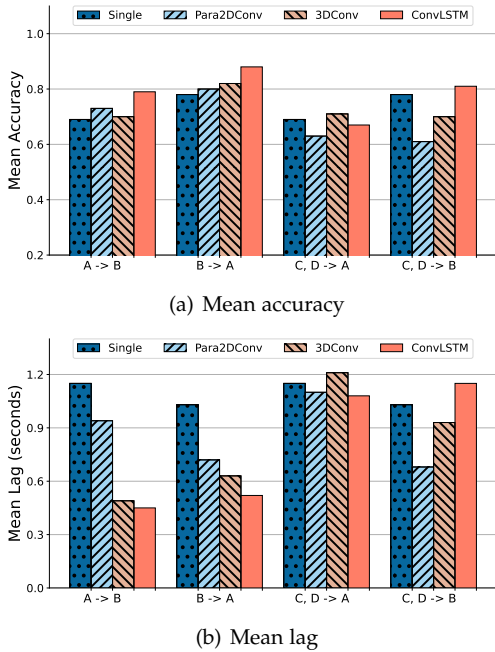 Single Para2DConv 3DConv ConvLSTM
1.0
0.8
0.6
0.4
0.2
Mean Accuracy
A -> B B -> A C, D -> A C, D -> B
(a) Mean accuracy
Single Para2DConv 3DConv ConvLSTM
1.2
0.9
0.6
0.3
0.0
Mean Lag (seconds)
A -> B B -> A C, D -> A C, D -> B
(b) Mean lag